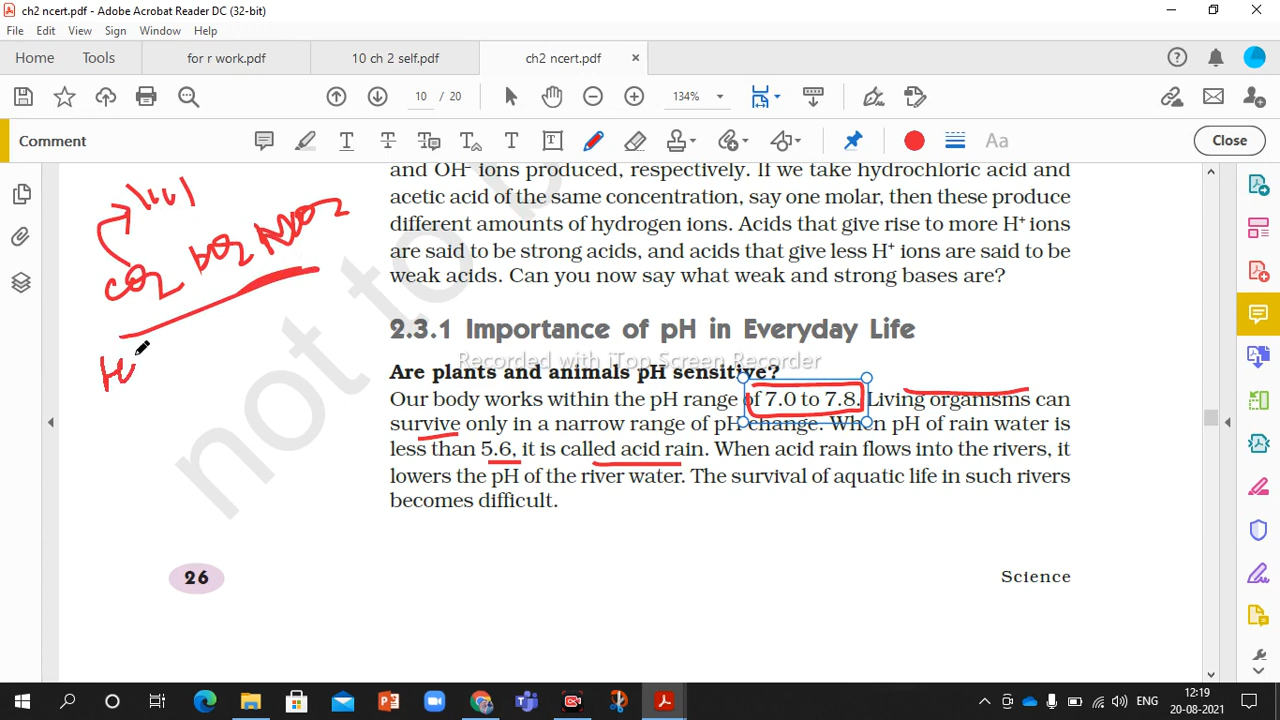 ch2 ncert.pdf - Adobe Acrobat Reader DC (32-bit)
File Edit View Sign Window Help
Home Tools for r work.pdf 10 ch 2 self.pdf ch2 ncert.pdf
10 / 20 134%
Comment Close
and OH⁻ ions produced, respectively. If we take hydrochloric acid and
acetic acid of the same concentration, say one molar, then these produce
different amounts of hydrogen ions. Acids that give rise to more H⁺ ions
are said to be strong acids, and acids that give less H⁺ ions are said to be
weak acids. Can you now say what weak and strong bases are?
CO2
2.3.1 Importance of pH in Everyday Life
Recorded with iTop Screen Recorder
Are plants and animals pH sensitive?
Our body works within the pH range of 7.0 to 7.8. Living organisms can
survive only in a narrow range of pH change. When pH of rain water is
less than 5.6, it is called acid rain. When acid rain flows into the rivers, it
lowers the pH of the river water. The survival of aquatic life in such rivers
becomes difficult.
not to b
26 Science
ENG 12:19
20-08-2021